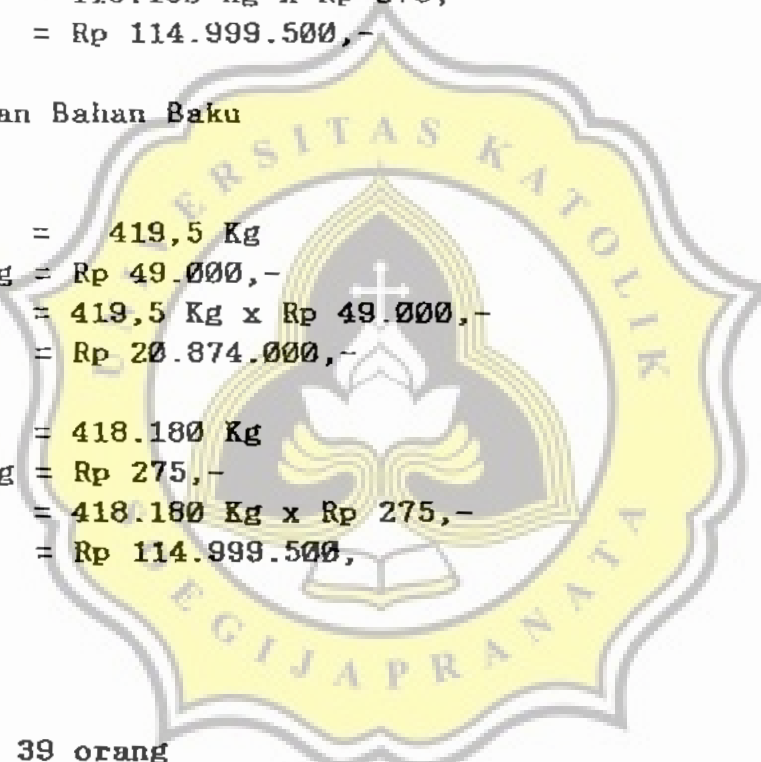 = Rp 114.999.500,-
an Bahan Baku
= 419,5 Kg
g = Rp 49.000,-
= 419,5 Kg x Rp 49.000,-
= Rp 20.874.000,-
= 418.180 Kg
g = Rp 275,-
= 418.180 Kg x Rp 275,-
= Rp 114.999.500,
39 orang
UNIVERSITAS KATOLIK
SOEGIJAPRANATA